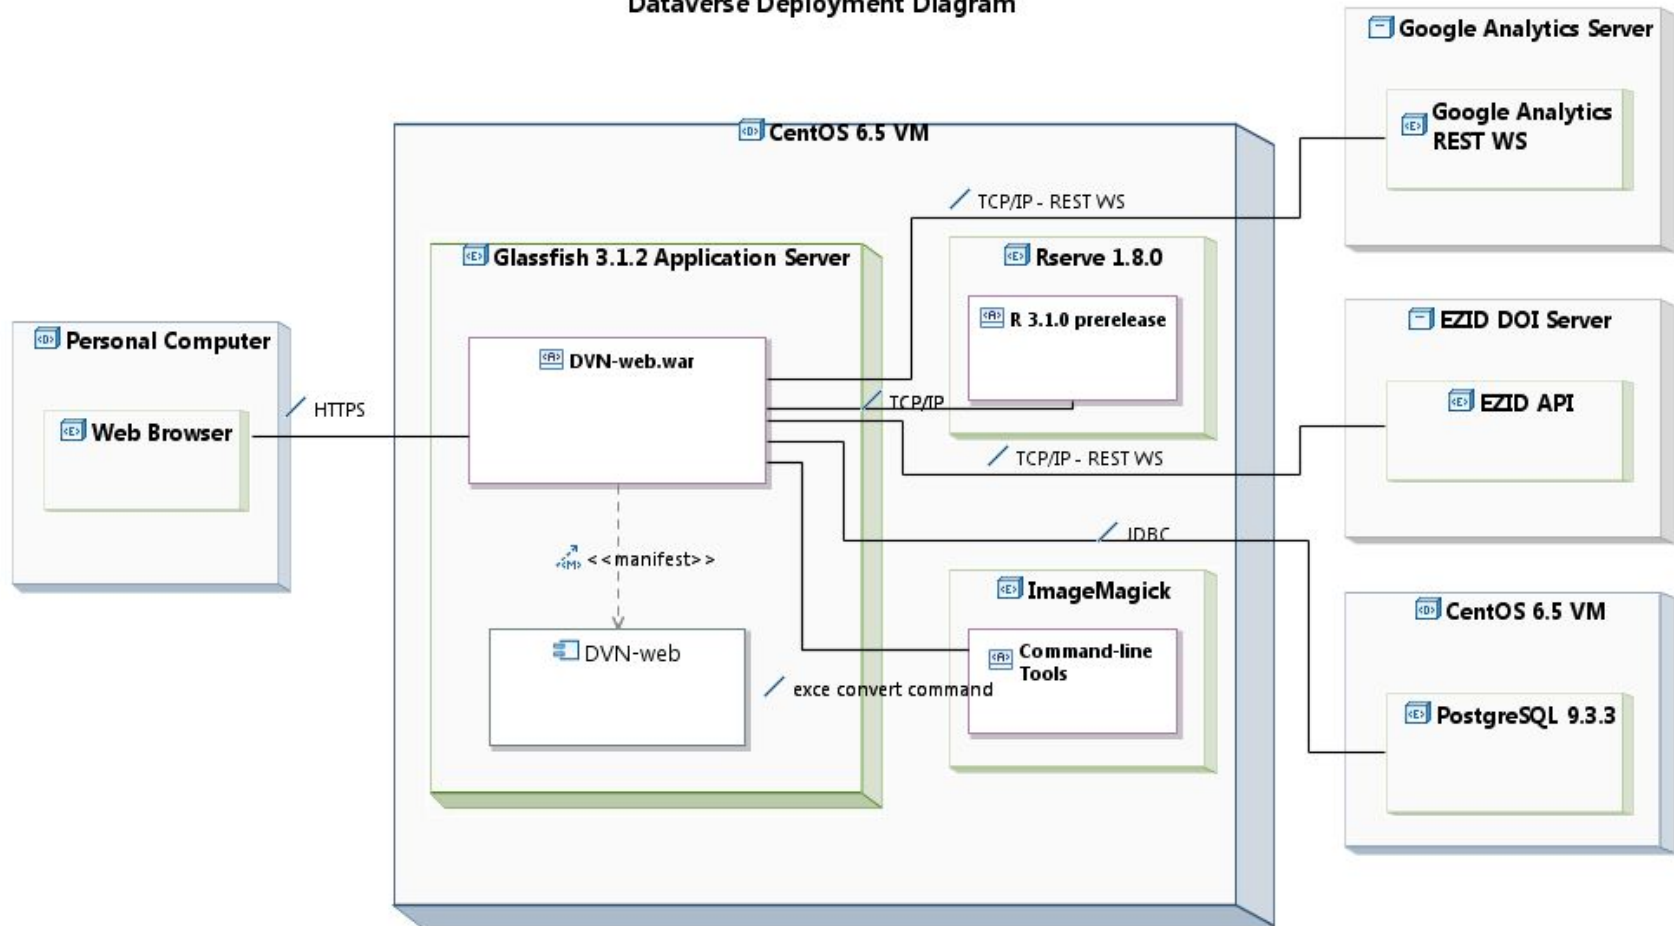 Dataverse Deployment Diagram
Google Analytics Server
Google Analytics
REST WS
CentOS 6.5 VM
TCP/IP - REST WS
Glassfish 3.1.2 Application Server
Rserve 1.8.0
R 3.1.0 prerelease
EZID DOI Server
Personal Computer
DVN-web.war
HTTPS
TCP/IP
EZID API
Web Browser
TCP/IP - REST WS
JDBC
<<manifest>>
ImageMagick
CentOS 6.5 VM
DVN-web
Command-line
Tools
exce convert command
PostgreSQL 9.3.3